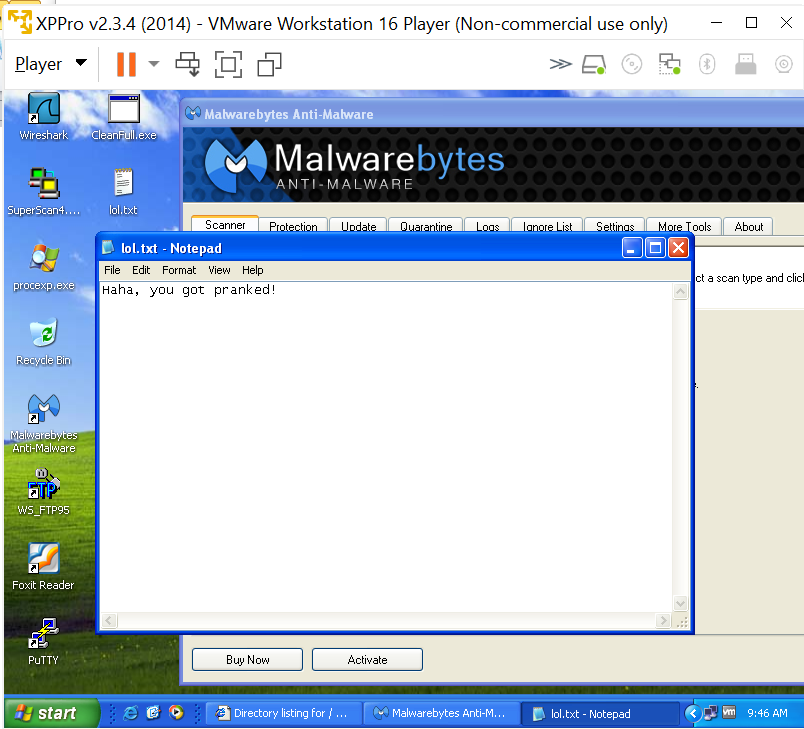 XPPro v2.3.4 (2014) - VMware Workstation 16 Player (Non-commercial use only)
Player
Wireshark
CleanFull.exe
SuperScan4....
lol.txt
procexp.exe
Recycle Bin
Malwarebytes
Anti-Malware
WS_FTP95
Foxit Reader
PuTTY
Malwarebytes Anti-Malware
Malwarebytes
ANTI-MALWARE
Scanner Protection Update Quarantine Logs Ignore List Settings More Tools About
ct a scan type and clic
lol.txt - Notepad
File Edit Format View Help
Haha, you got pranked!
Buy Now Activate
start Directory listing for / ... Malwarebytes Anti-M... lol.txt - Notepad 9:46 AM